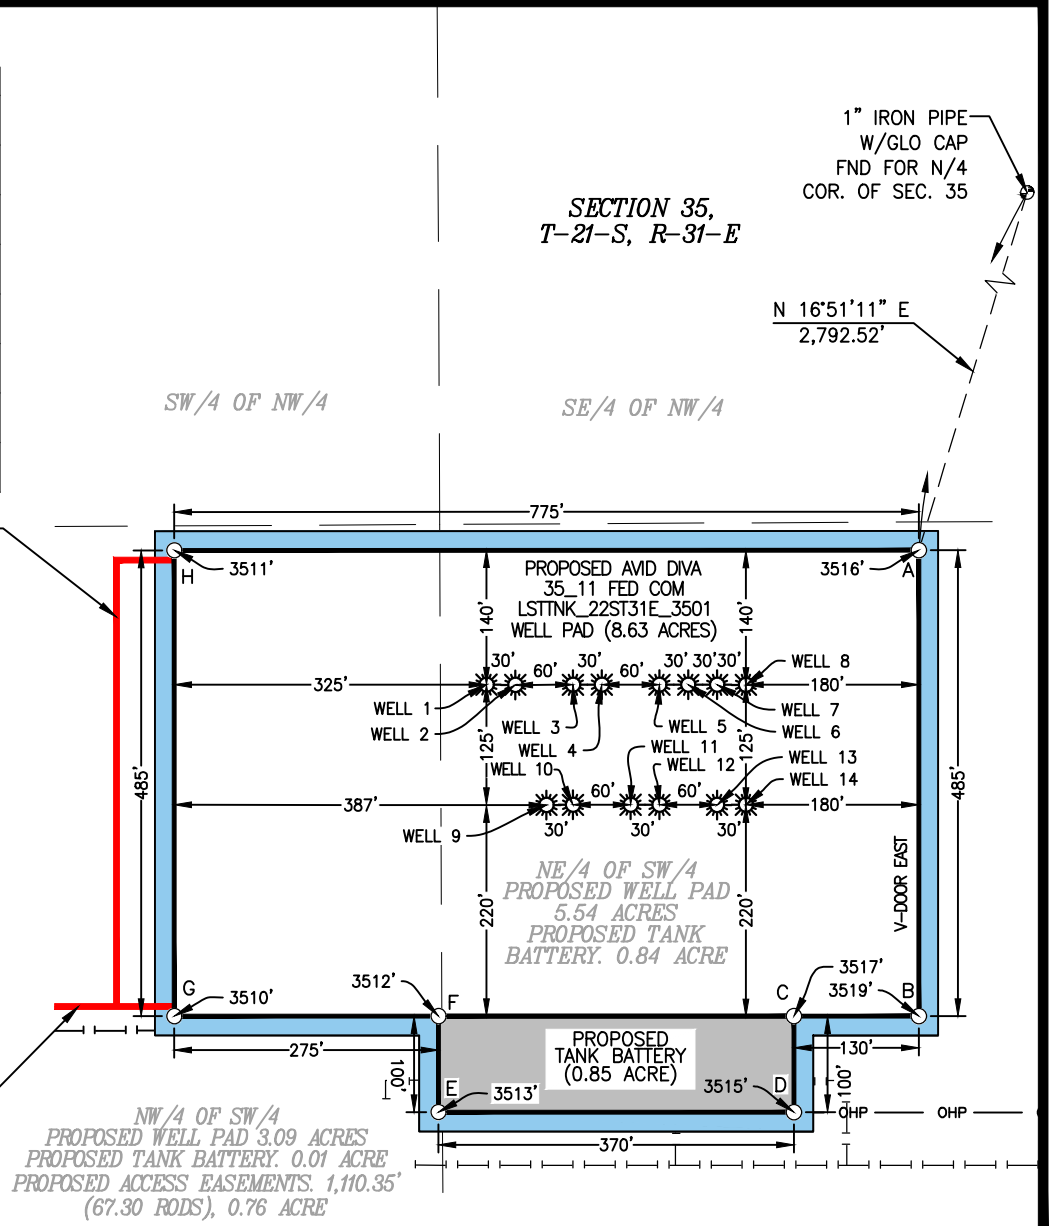 1" IRON PIPE
W/GLO CAP
FND FOR N/4
COR. OF SEC. 35
SECTION 35,
T-21-S, R-31-E
N 16°51'11" E
2,792.52'
SW/4 OF NW/4
SE/4 OF NW/4
775'
3511'
H
PROPOSED AVID DIVA
35_11 FED COM
LSTTNK_22ST31E_3501
WELL PAD (8.63 ACRES)
3516'
A
140'
140'
30'
60'
30'
60'
30'
30'
30'
WELL 8
325'
180'
WELL 1
WELL 2
WELL 3
WELL 4
WELL 5
WELL 6
WELL 7
125'
125'
WELL 10
WELL 11
WELL 12
WELL 13
WELL 14
485'
485'
387'
60'
60'
180'
WELL 9
30'
30'
30'
V-DOOR EAST
NE/4 OF SW/4
PROPOSED WELL PAD
5.54 ACRES
PROPOSED TANK
BATTERY. 0.84 ACRE
220'
220'
G
3510'
3512'
F
C
3517'
3519'
B
PROPOSED
TANK BATTERY
(0.85 ACRE)
275'
130'
100'
100'
E
3513'
3515'
D
OHP
OHP
370'
NW/4 OF SW/4
PROPOSED WELL PAD 3.09 ACRES
PROPOSED TANK BATTERY. 0.01 ACRE
PROPOSED ACCESS EASEMENTS. 1,110.35'
(67.30 RODS), 0.76 ACRE